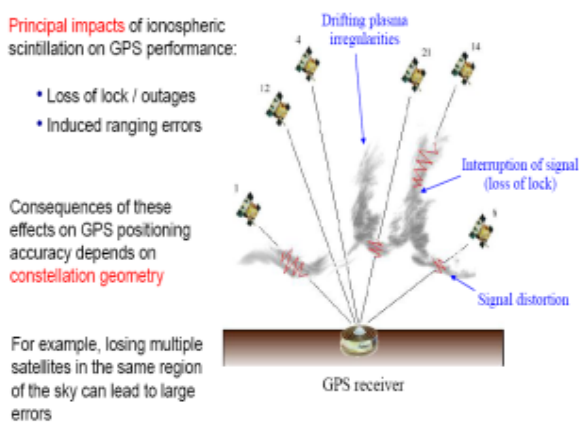 Principal impacts of ionospheric
scintillation on GPS performance:
• Loss of lock / outages
• Induced ranging errors
Consequences of these
effects on GPS positioning
accuracy depends on
constellation geometry
For example, losing multiple
satellites in the same region
of the sky can lead to large
errors
Drifting plasma
irregularities
4
21
14
12
1
Interruption of signal
(loss of lock)
Signal distortion
GPS receiver